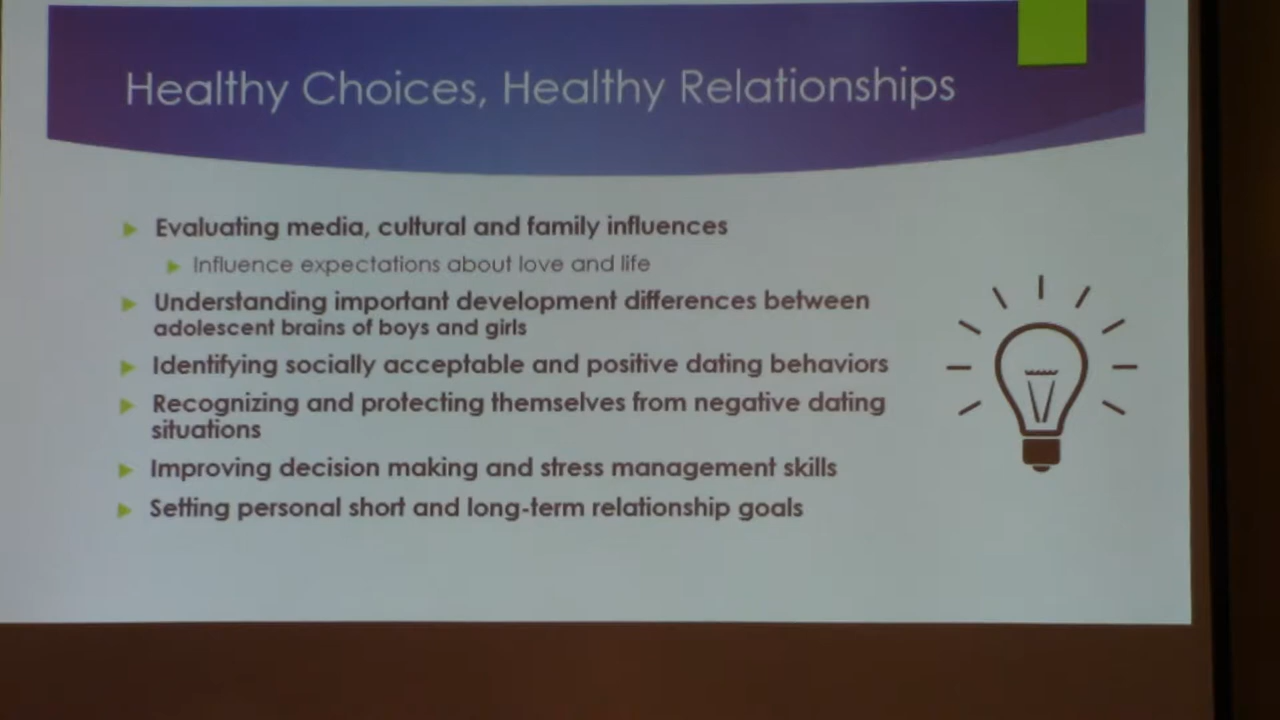 Healthy Choices, Healthy Relationships
Evaluating media, cultural and family influences
Influence expectations about love and life
Understanding important development differences between
adolescent brains of boys and girls
Identifying socially acceptable and positive dating behaviors
Recognizing and protecting themselves from negative dating
situations
Improving decision making and stress management skills
Setting personal short and long-term relationship goals